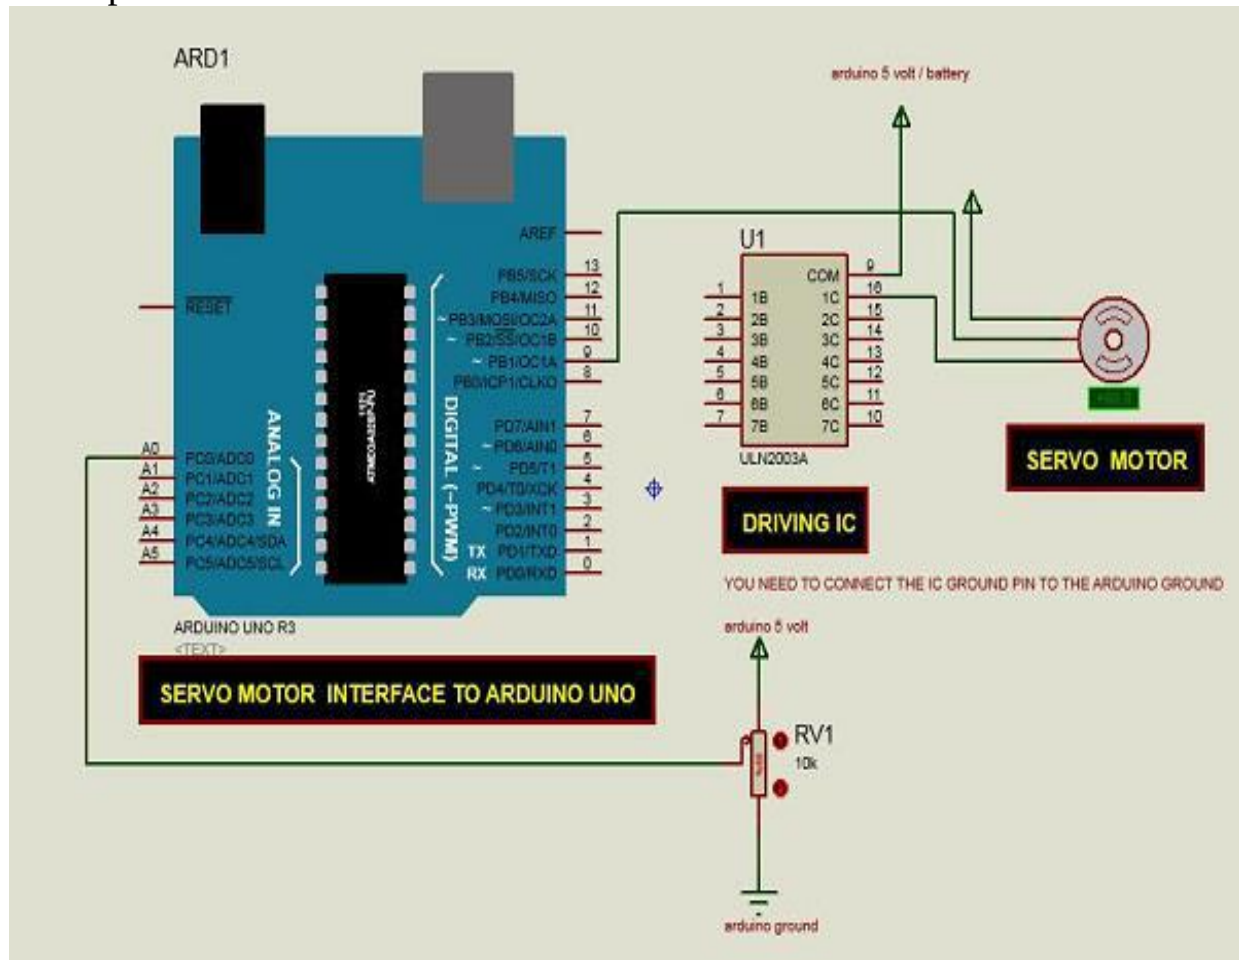 ARD1
arduino 5 volt / battery
AREF
13
PB5/SCK
12
PB4/MISO
11
~PB3/MOSI/OC2A
10
~ PB2/SS/OC1B
9
~ PB1/OC1A
8
PB0/ICP1/CLKO
RESET
7
PD7/AIN1
6
~ PD6/AIN0
5
~ PD5/T1
4
PD4/T0/XCK
3
~ PD3/INT1
2
PD2/INT0
1
TX PD1/TXD
0
RX PD0/RXD
DIGITAL (~PWM)
ANALOG IN
A0 PC0/ADC0
A1 PC1/ADC1
A2 PC2/ADC2
A3 PC3/ADC3
A4 PC4/ADC4/SDA
A5 PC5/ADC5/SCL
ARDUINO UNO R3
<TEXT>
SERVO MOTOR INTERFACE TO ARDUINO UNO
U1
COM 9
1 1B 1C 16
2 2B 2C 15
3 3B 3C 14
4 4B 4C 13
5 5B 5C 12
6 6B 6C 11
7 7B 7C 10
ULN2003A
DRIVING IC
SERVO MOTOR
YOU NEED TO CONNECT THE IC GROUND PIN TO THE ARDUINO GROUND
arduino 5 volt
RV1
10k
arduino ground